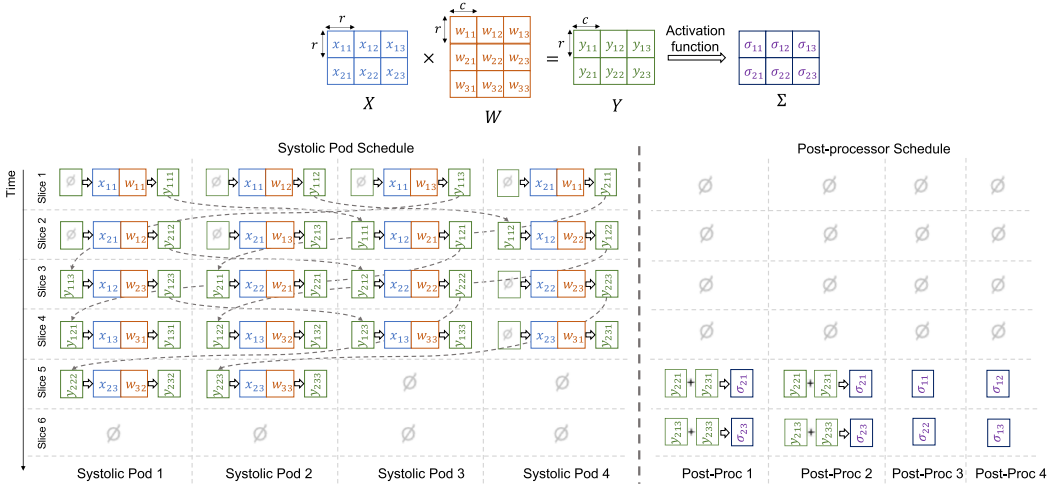 r c c
r x11 x12 x13 r w11 w12 w13 r y11 y12 y13 Activation function σ11 σ12 σ13
x21 x22 x23 × w21 w22 w23 = y21 y22 y23 σ21 σ22 σ23
w31 w32 w33
X W Y Σ
Systolic Pod Schedule Post-processor Schedule
Time
Slice 1 ∅ x11 w11 y111 ∅ x11 w12 y112 ∅ x11 w13 y113 ∅ x21 w11 y211 ∅ ∅ ∅ ∅
Slice 2 ∅ x21 w12 y212 ∅ x21 w13 y213 y111 x12 w21 y121 y112 x12 w22 y122 ∅ ∅ ∅ ∅
Slice 3 y113 x12 w23 y123 y211 x22 w21 y221 y212 x22 w22 y222 ∅ x22 w23 y223 ∅ ∅ ∅ ∅
Slice 4 y121 x13 w31 y131 y122 x13 w32 y132 y123 x13 w33 y133 ∅ x23 w31 y231 ∅ ∅ ∅ ∅
Slice 5 y222 x23 w32 y232 y223 x23 w33 y233 ∅ ∅ y221 + y231 σ21 y221 + y231 σ21 σ11 σ12
Slice 6 ∅ ∅ ∅ ∅ y213 + y233 σ23 y213 + y233 σ23 σ22 σ13
Systolic Pod 1 Systolic Pod 2 Systolic Pod 3 Systolic Pod 4 Post-Proc 1 Post-Proc 2 Post-Proc 3 Post-Proc 4